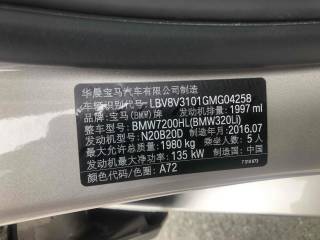 华晨宝马汽车有限公司制造
车辆识别代号: LBV8V3101GMG04258
品牌: 宝马(BMW)牌 发动机排量: 1997 ml
型号: BMW7200HL(BMW320Li)
发动机型号: N20B20D 制造年月: 2016.07
最大允许总质量: 1980 kg 乘坐人数: 5人
发动机最大净功率: 135 kW 制造国: 中国
颜色代码/色圈: A72